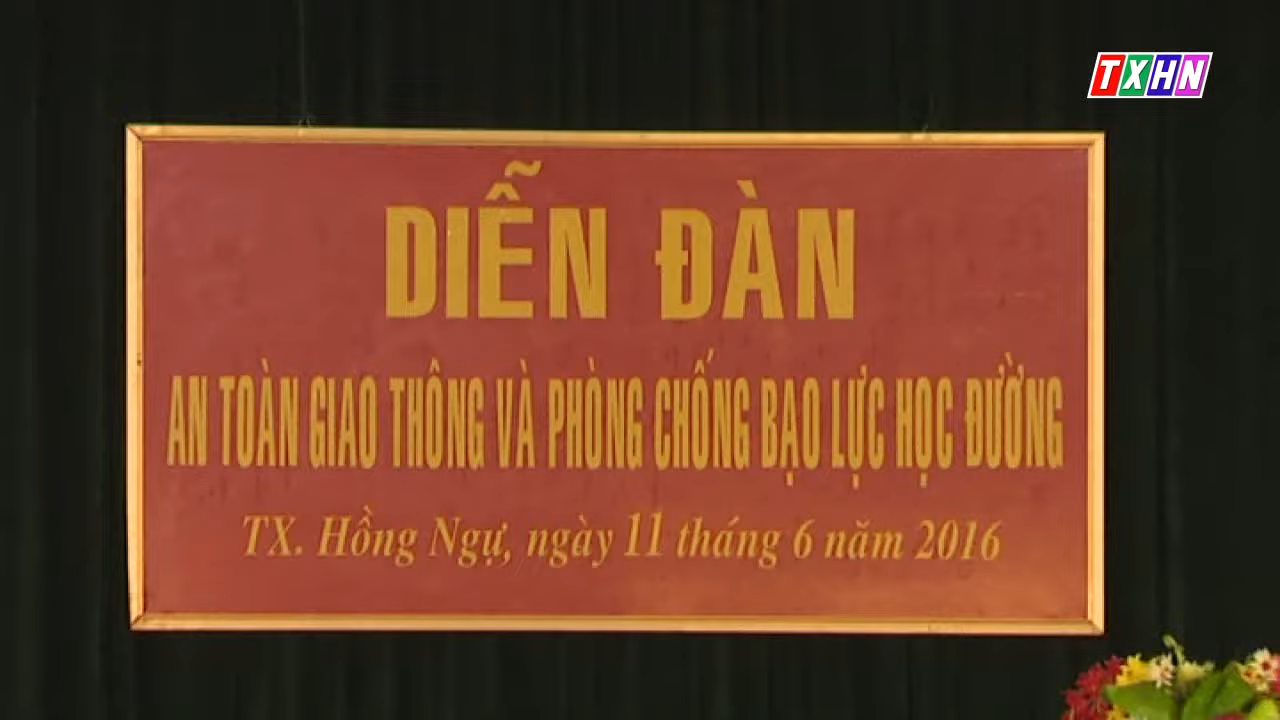 TXHN
DIỄN ĐÀN
AN TOÀN GIAO THÔNG VÀ PHÒNG CHỐNG BẠO LỰC HỌC ĐƯỜNG
TX. Hồng Ngự, ngày 11 tháng 6 năm 2016